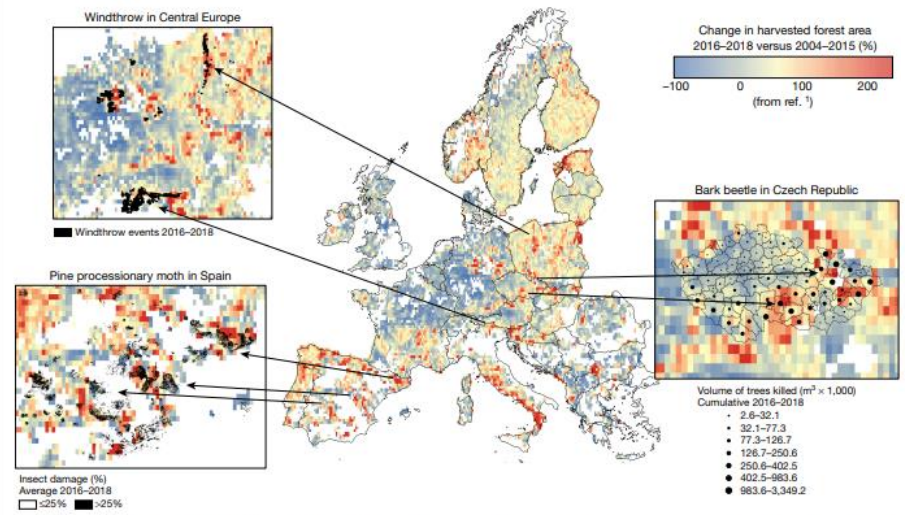 Windthrow in Central Europe
Windthrow events 2016–2018
Pine processionary moth in Spain
Insect damage (%)
Average 2016–2018
≤25% >25%
Change in harvested forest area
2016–2018 versus 2004–2015 (%)
−100 0 100 200
(from ref. ¹)
Bark beetle in Czech Republic
Volume of trees killed (m³ × 1,000)
Cumulative 2016–2018
2.6–32.1
32.1–77.3
77.3–126.7
126.7–250.6
250.6–402.5
402.5–983.6
983.6–3,349.2